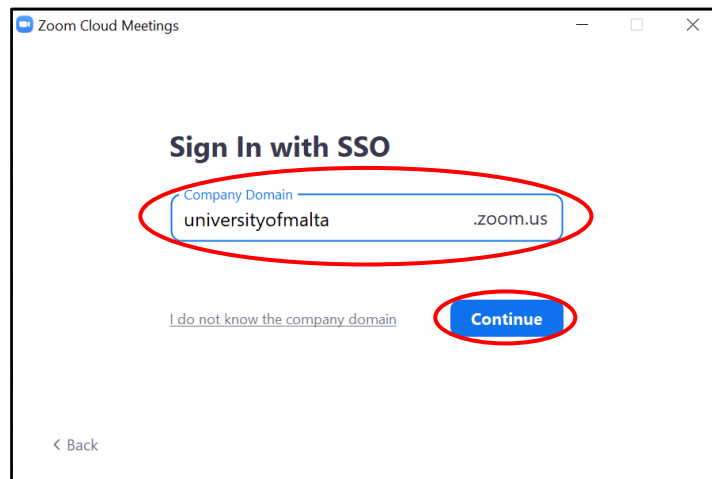 Zoom Cloud Meetings
Sign In with SSO
Company Domain
universityofmalta .zoom.us
I do not know the company domain Continue
Back